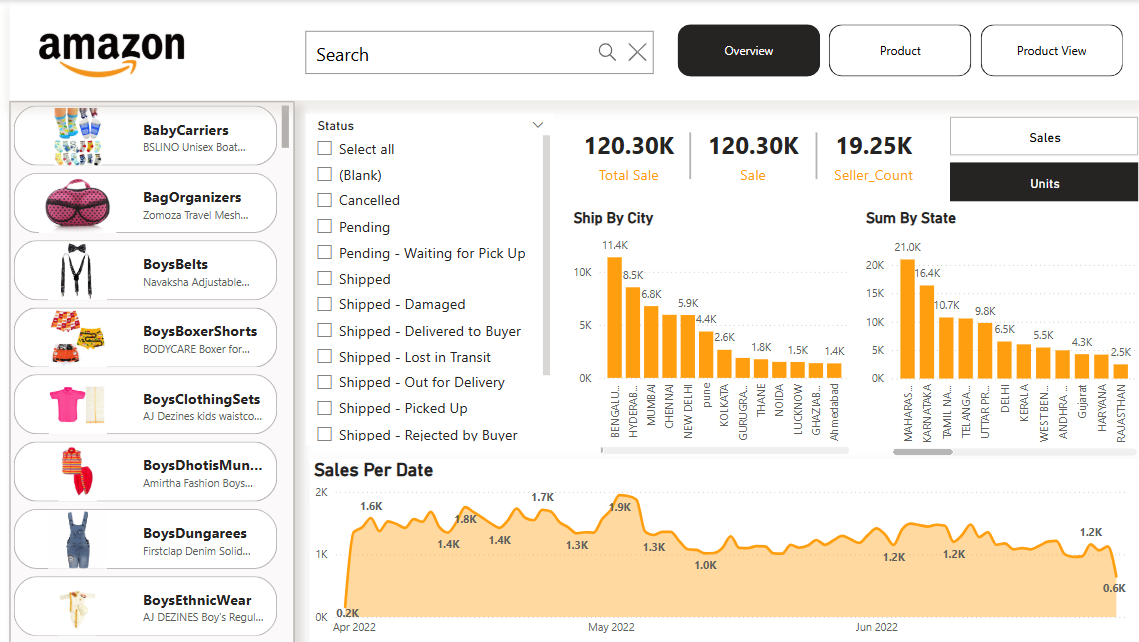 amazon
Search
Overview
Product
Product View
BabyCarriers
BSLINO Unisex Boat...
BagOrganizers
Zomoza Travel Mesh...
BoysBelts
Navaksha Adjustable...
BoysBoxerShorts
BODYCARE Boxer for...
BoysClothingSets
AJ Dezines kids waistco...
BoysDhotisMun...
Amirtha Fashion Boys...
BoysDungarees
Firstclap Denim Solid...
BoysEthnicWear
AJ DEZINES Boy's Regul...
Status
Select all
(Blank)
Cancelled
Pending
Pending - Waiting for Pick Up
Shipped
Shipped - Damaged
Shipped - Delivered to Buyer
Shipped - Lost in Transit
Shipped - Out for Delivery
Shipped - Picked Up
Shipped - Rejected by Buyer
120.30K
Total Sale
120.30K
Sale
19.25K
Seller_Count
Sales
Units
Ship By City
10K
5K
0K
11.4K
8.5K
6.8K
5.9K
4.4K
2.6K
1.8K
1.5K
1.4K
BENGALU...
HYDERAB...
MUMBAI
CHENNAI
NEW DELHI
pune
KOLKATA
GURUGRA...
THANE
NOIDA
LUCKNOW
GHAZIAB...
Ahmedabad
Sum By State
20K
15K
10K
5K
0K
21.0K
16.4K
10.7K
9.8K
6.5K
5.5K
4.3K
2.5K
MAHARAS...
KARNATAKA
TAMIL NA...
TELANGA...
UTTAR PR...
DELHI
KERALA
WEST BEN...
ANDHRA ...
Gujarat
HARYANA
RAJASTHAN
Sales Per Date
2K
1K
0K
0.2K
1.6K
1.4K
1.8K
1.4K
1.7K
1.3K
1.9K
1.3K
1.0K
1.2K
1.2K
1.2K
0.6K
Apr 2022
May 2022
Jun 2022